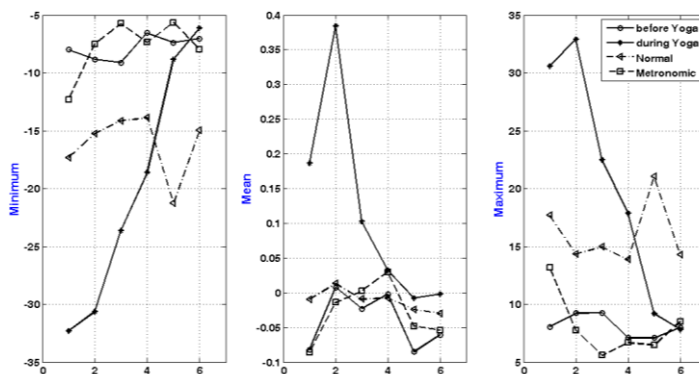 -5
-10
-15
-20
-25
-30
-35
0 2 4 6
Minimum
0.4
0.35
0.3
0.25
0.2
0.15
0.1
0.05
0
-0.05
-0.1
0 2 4 6
Mean
35
30
25
20
15
10
5
0 2 4 6
Maximum
before Yoga
during Yoga
Normal
Metronomic